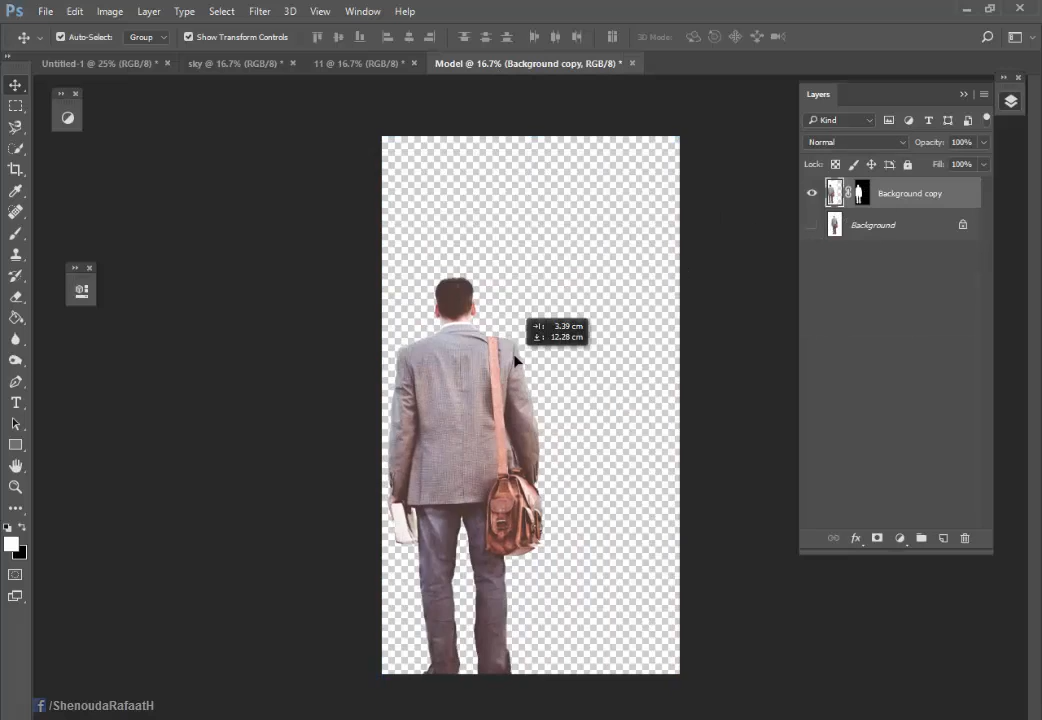 Ps File Edit Image Layer Type Select Filter 3D View Window Help
Auto-Select: Group Show Transform Controls 3D Mode:
Untitled-1 @ 25% (RGB/8) * × sky @ 16.7% (RGB/8) * × 11 @ 16.7% (RGB/8) * × Model @ 16.7% (Background copy, RGB/8) * ×
Layers
Kind
Normal Opacity: 100%
Lock: Fill: 100%
Background copy
Background
3.39 cm
12.28 cm
fx
f /ShenoudaRafaatH